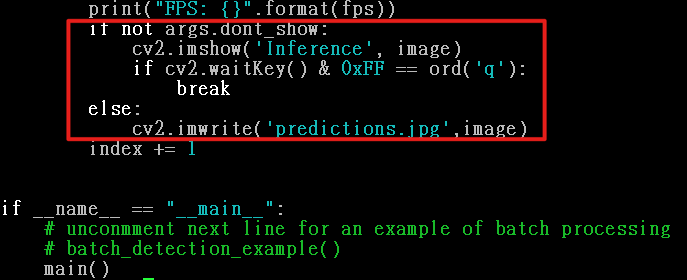 print("FPS: {}".format(fps))
if not args.dont_show:
cv2.imshow('Inference', image)
if cv2.waitKey() & 0xFF == ord('q'):
break
else:
cv2.imwrite('predictions.jpg',image)
index += 1
if __name__ == "__main__":
# unconmment next line for an example of batch processing
# batch_detection_example()
main()